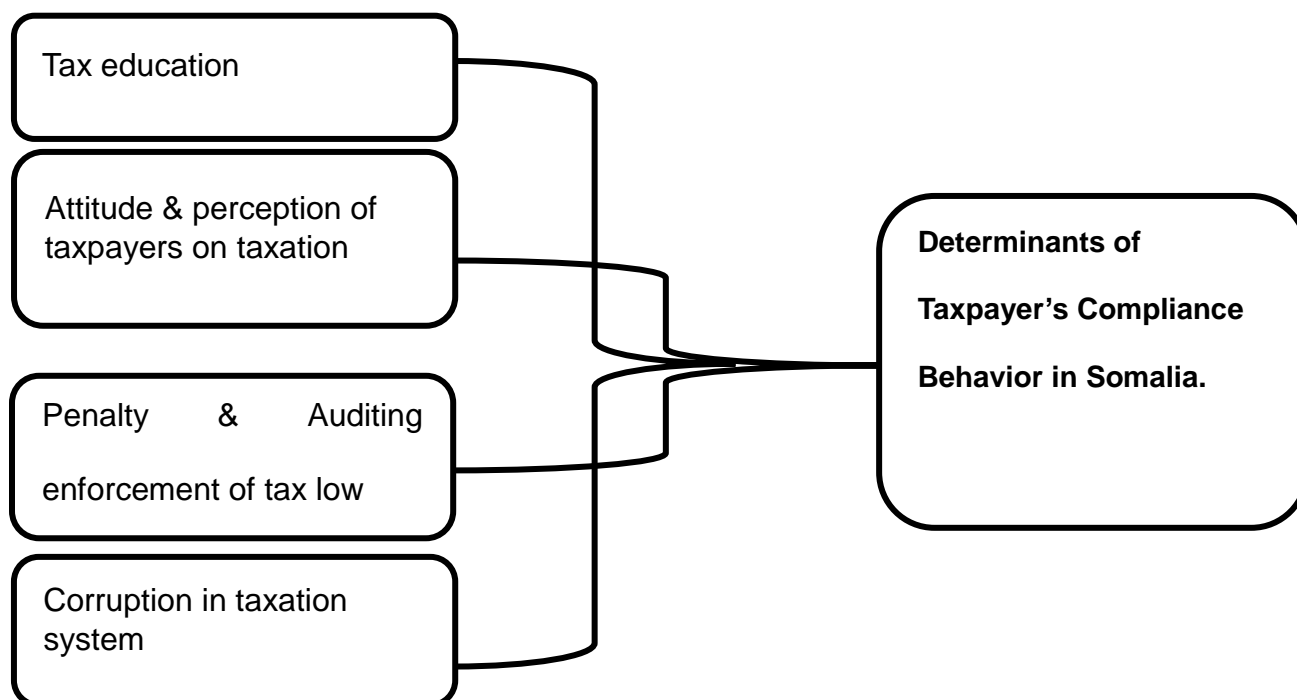 Tax education
Attitude & perception of
taxpayers on taxation
Penalty & Auditing
enforcement of tax low
Corruption in taxation
system
Determinants of
Taxpayer’s Compliance
Behavior in Somalia.